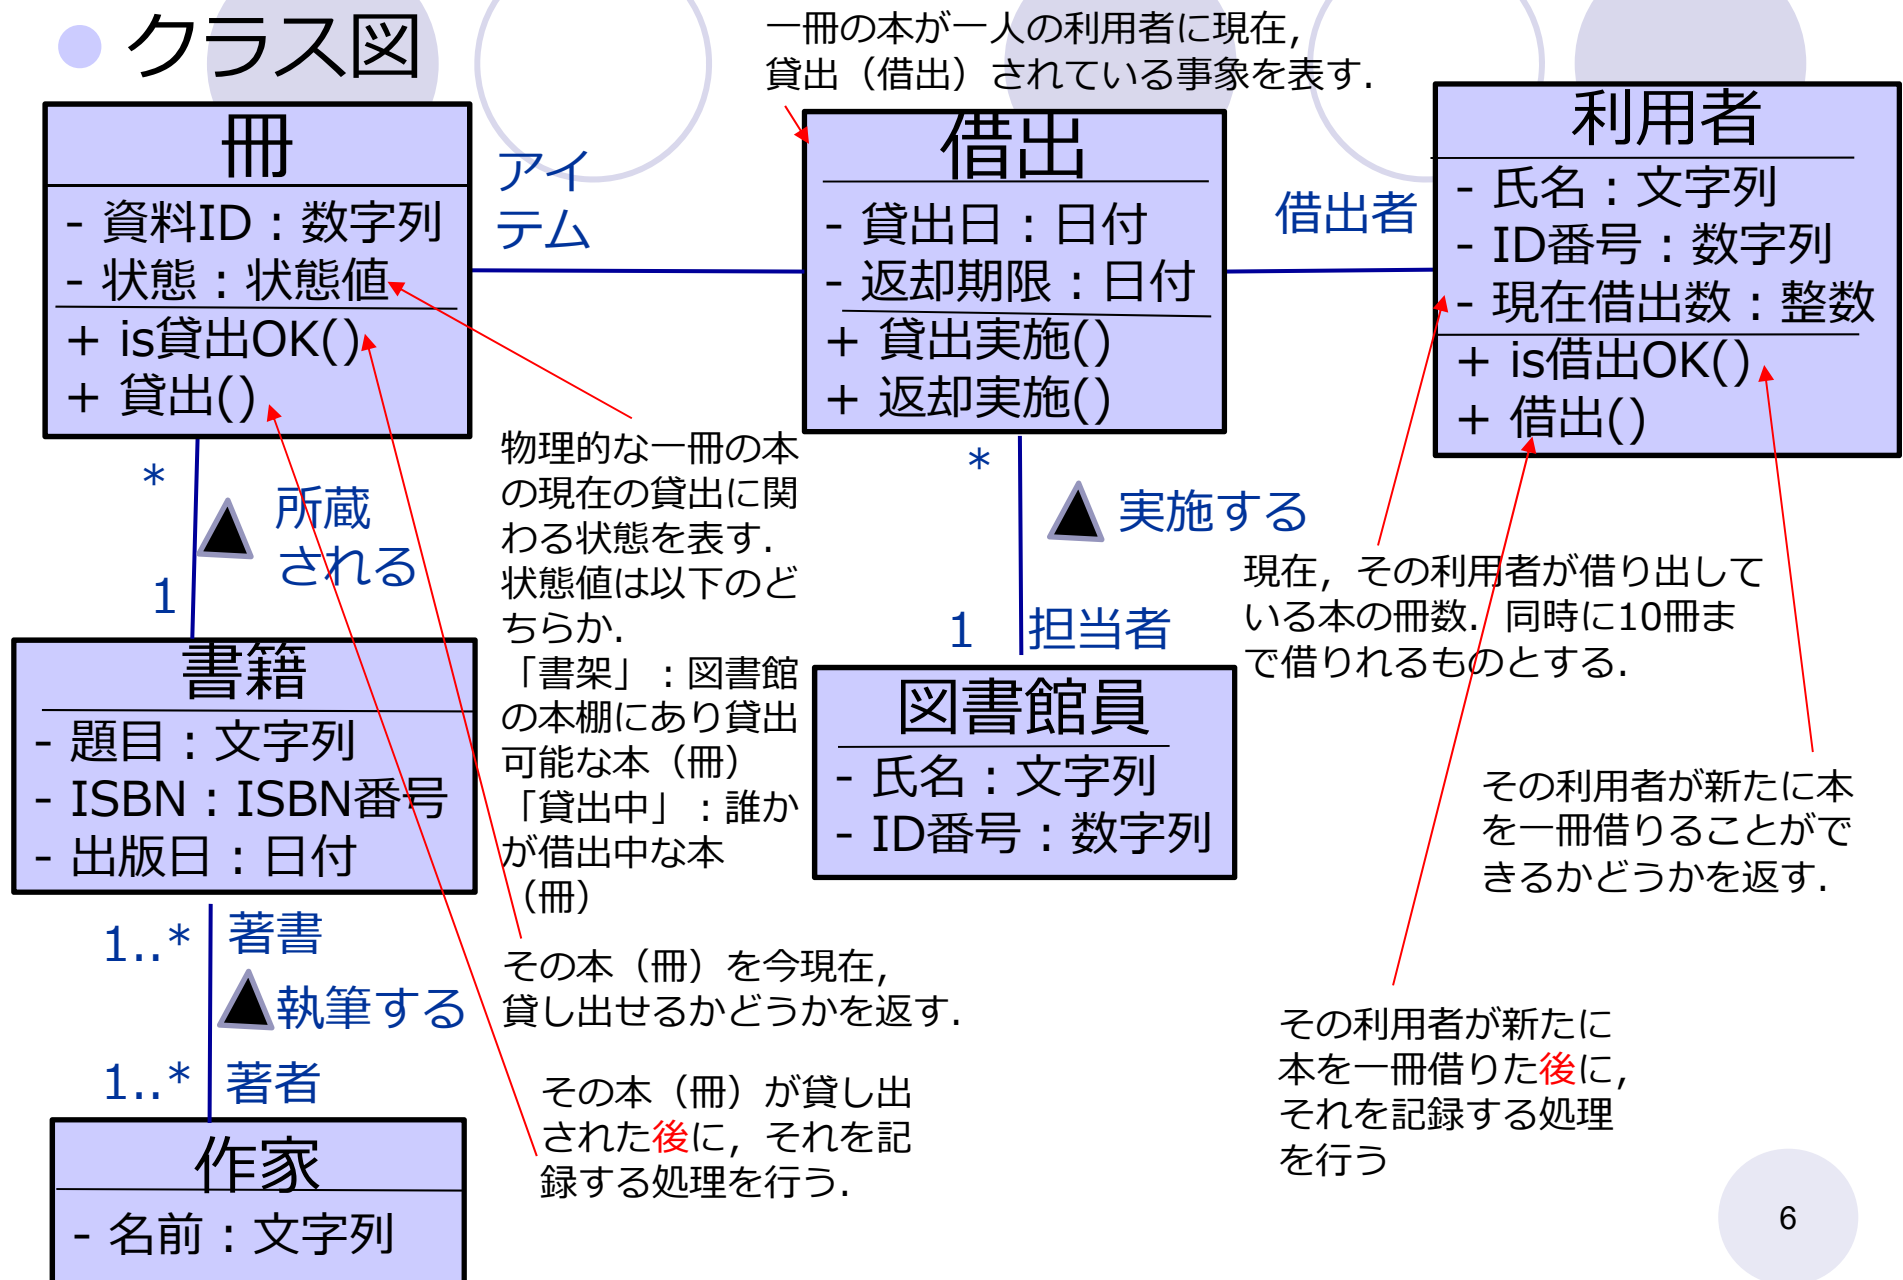 クラス図
一冊の本が一人の利用者に現在，
貸出（借出）されている事象を表す．
冊
- 資料ID：数字列
- 状態：状態値
+ is貸出OK()
+ 貸出()
アイ
テム
借出
- 貸出日：日付
- 返却期限：日付
+ 貸出実施()
+ 返却実施()
借出者
利用者
- 氏名：文字列
- ID番号：数字列
- 現在借出数：整数
+ is借出OK()
+ 借出()
*
所蔵
される
1
物理的な一冊の本
の現在の貸出に関
わる状態を表す．
状態値は以下のど
ちらか．
「書架」：図書館
の本棚にあり貸出
可能な本（冊）
「貸出中」：誰か
が借出中な本
（冊）
*
実施する
1 担当者
現在，その利用者が借り出して
いる本の冊数．同時に10冊ま
で借りれるものとする．
書籍
- 題目：文字列
- ISBN：ISBN番号
- 出版日：日付
図書館員
- 氏名：文字列
- ID番号：数字列
その利用者が新たに本
を一冊借りることがで
きるかどうかを返す．
1..* 著書
執筆する
1..* 著者
その本（冊）を今現在，
貸し出せるかどうかを返す．
その本（冊）が貸し出
された後に，それを記
録する処理を行う．
その利用者が新たに
本を一冊借りた後に，
それを記録する処理
を行う
作家
- 名前：文字列
6